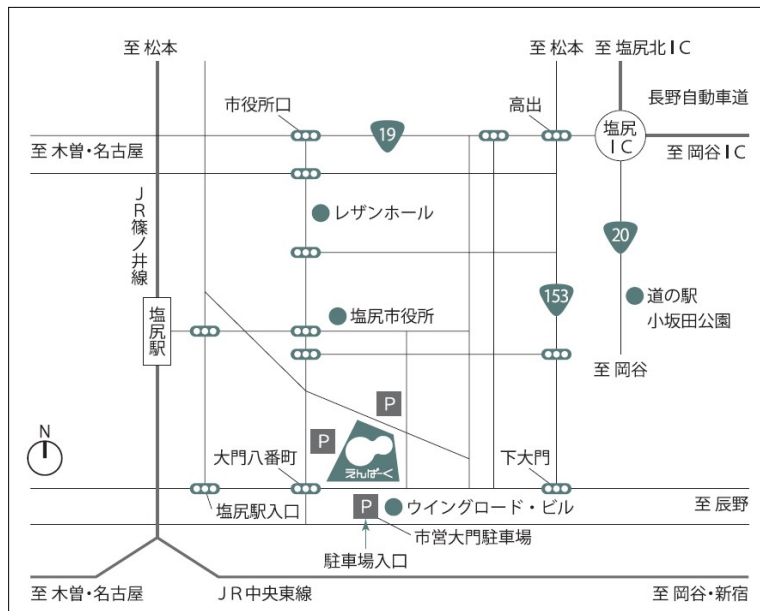 至 松本
至 松本
至 塩尻北IC
市役所口
高出
長野自動車道
19
塩尻
IC
至 木曽・名古屋
至 岡谷IC
JR篠ノ井線
レザンホール
20
153
道の駅
小坂田公園
塩尻市役所
塩尻駅
至 岡谷
P
N
P
大門八番町
えんぱーく
下大門
塩尻駅入口
P
ウイングロード・ビル
至 辰野
市営大門駐車場
駐車場入口
至 木曽・名古屋
JR中央東線
至 岡谷・新宿